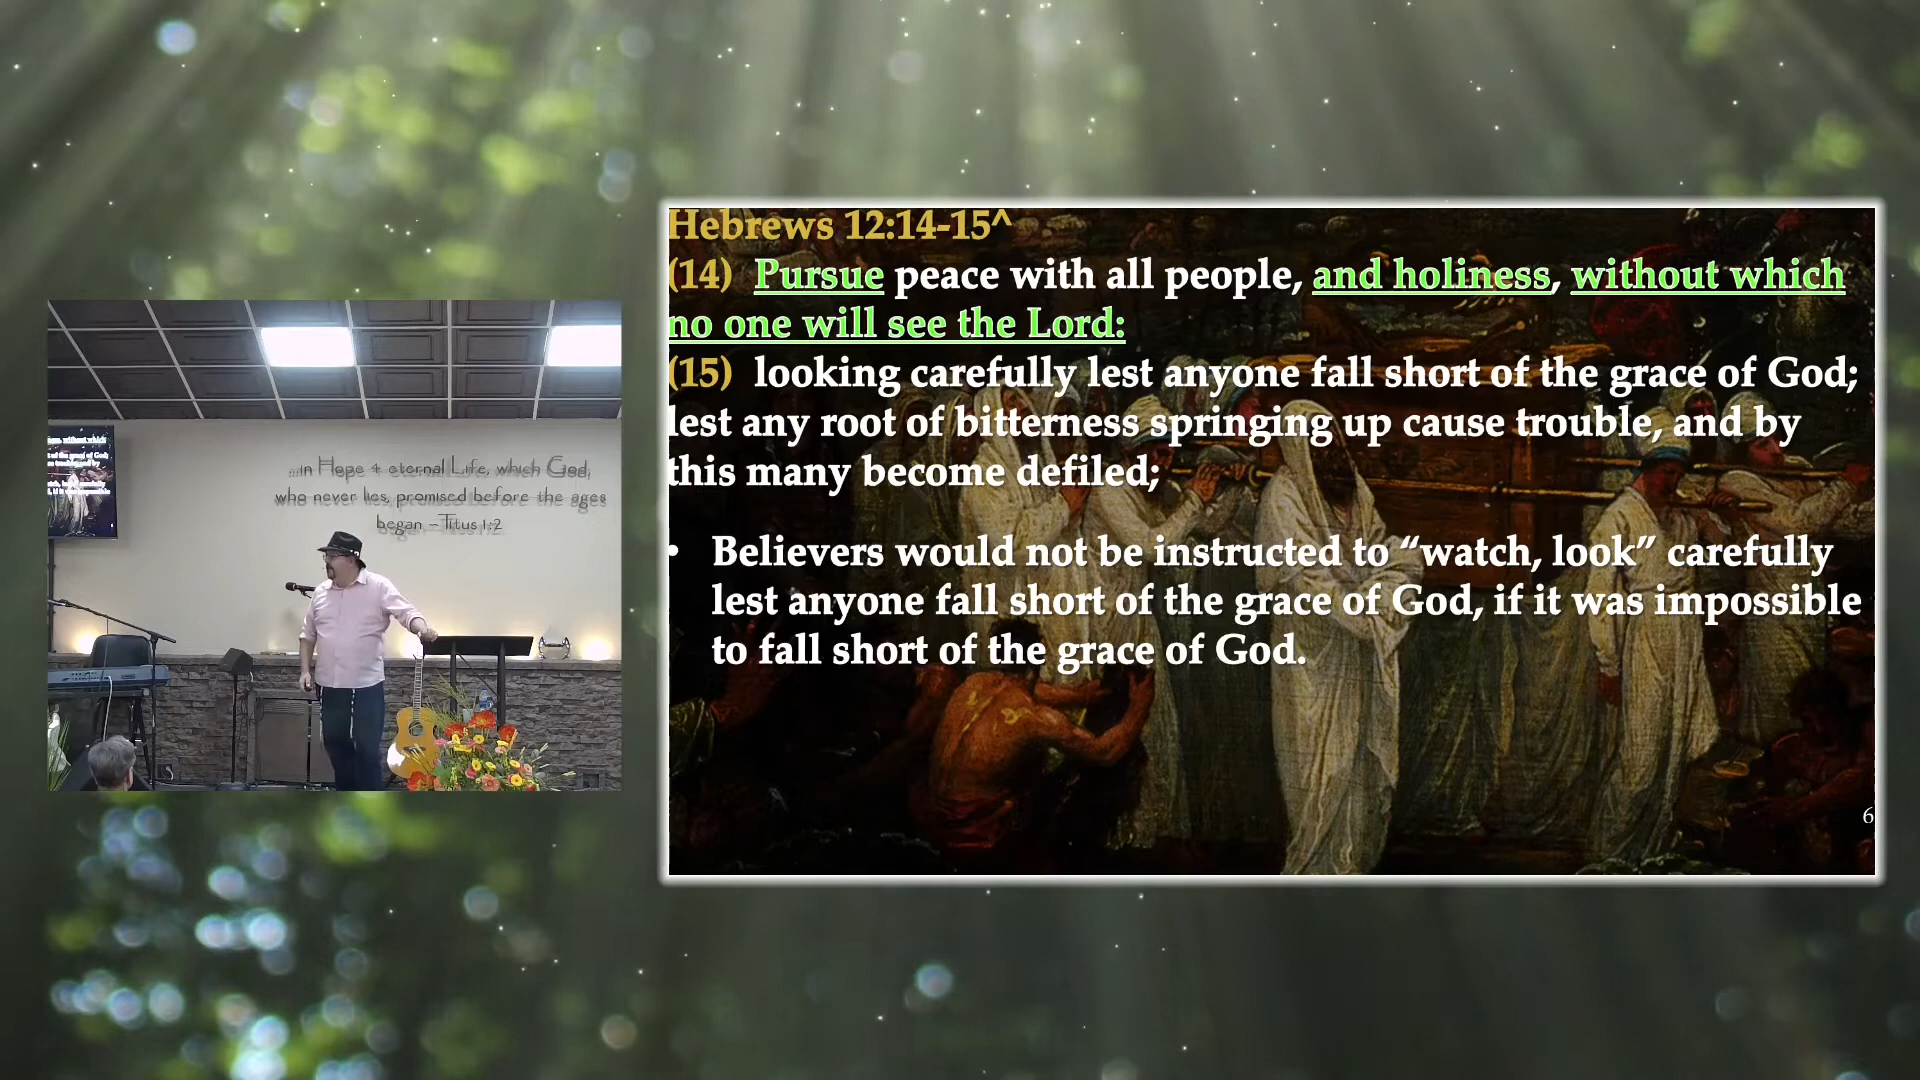 Hebrews 12:14-15^
(14) Pursue peace with all people, and holiness, without which
no one will see the Lord:
(15) looking carefully lest anyone fall short of the grace of God;
lest any root of bitterness springing up cause trouble, and by
this many become defiled;
• Believers would not be instructed to “watch, look” carefully
lest anyone fall short of the grace of God, if it was impossible
to fall short of the grace of God.
6
...in Hope & eternal Life, which God,
who never lies, promised before the ages
began - Titus 1:2